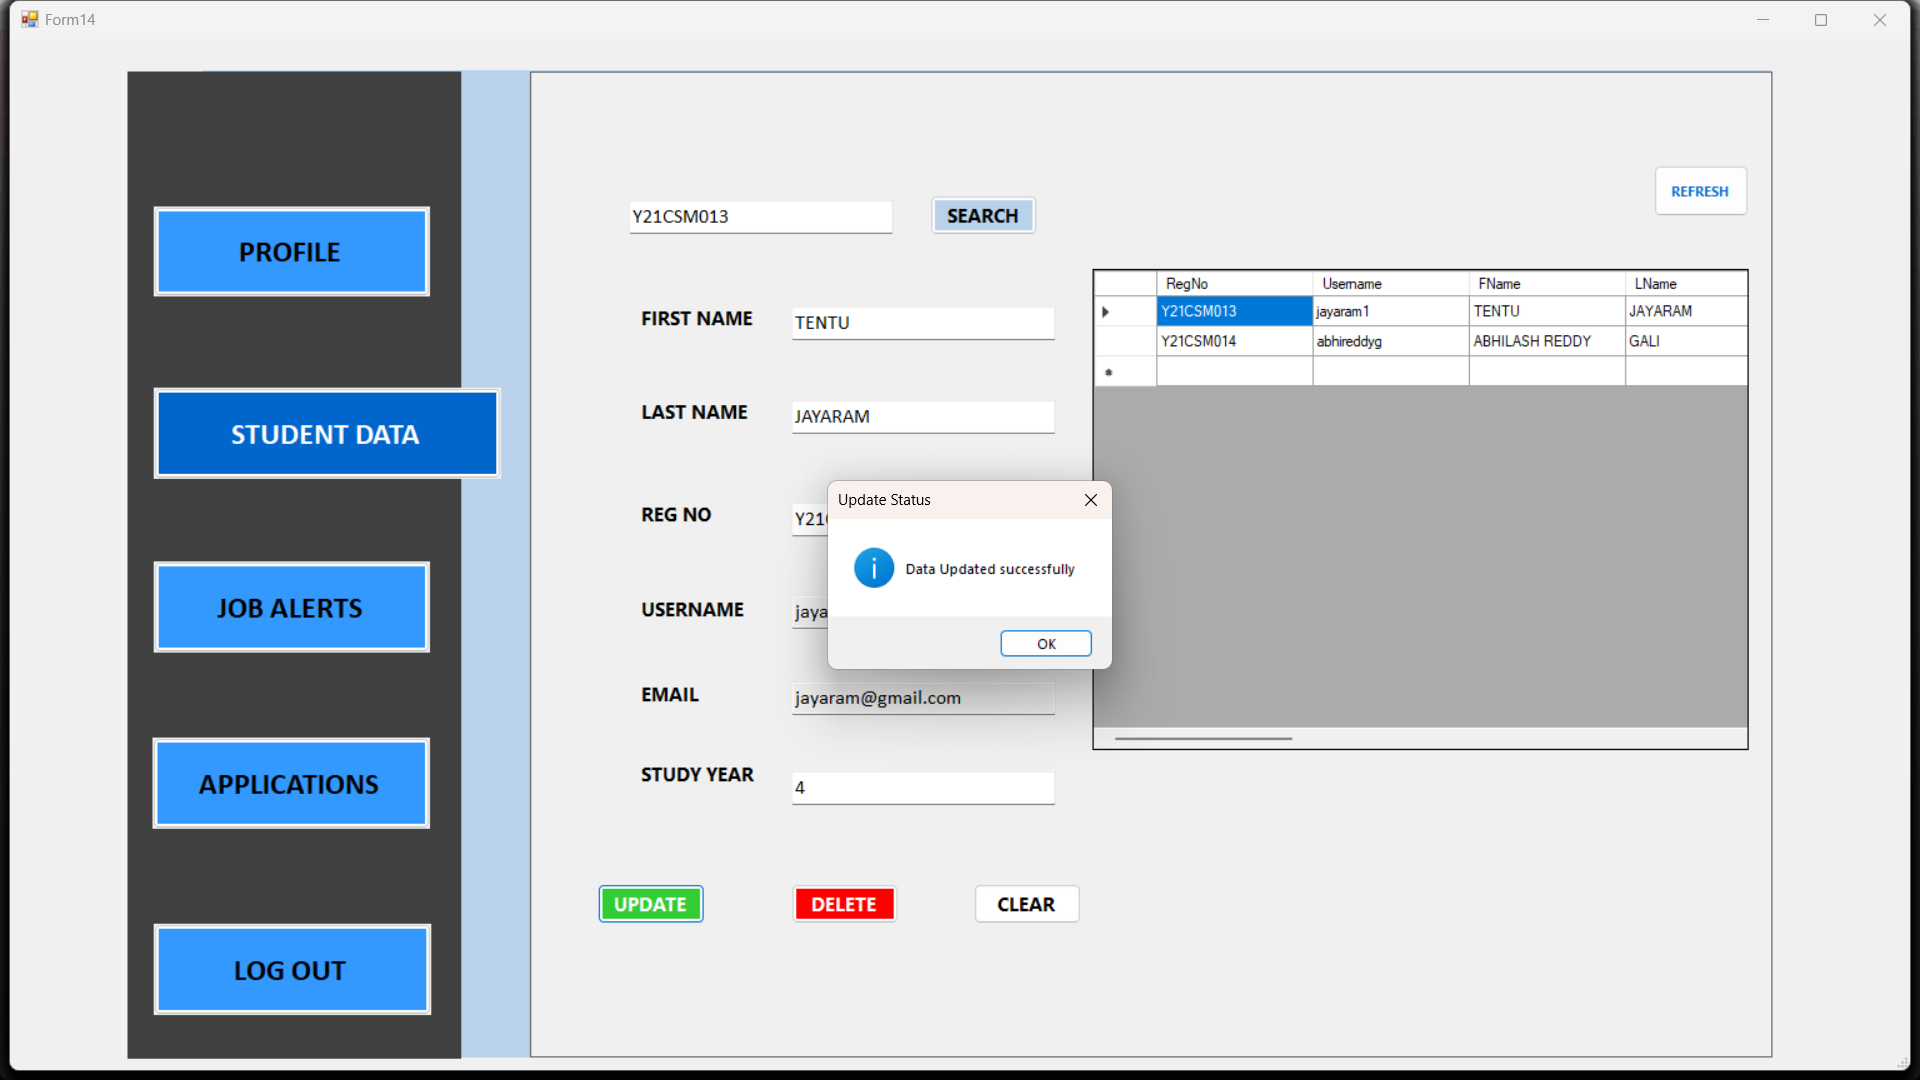 Form14
REFRESH
Y21CSM013
SEARCH
PROFILE
RegNo Username FName LName
Y21CSM013 jayaram1 TENTU JAYARAM
Y21CSM014 abhireddyg ABHILASH REDDY GALI
FIRST NAME TENTU
LAST NAME JAYARAM
STUDENT DATA
Update Status
REG NO Y21
Data Updated successfully
USERNAME jaya
JOB ALERTS
OK
EMAIL jayaram@gmail.com
STUDY YEAR 4
APPLICATIONS
UPDATE DELETE CLEAR
LOG OUT